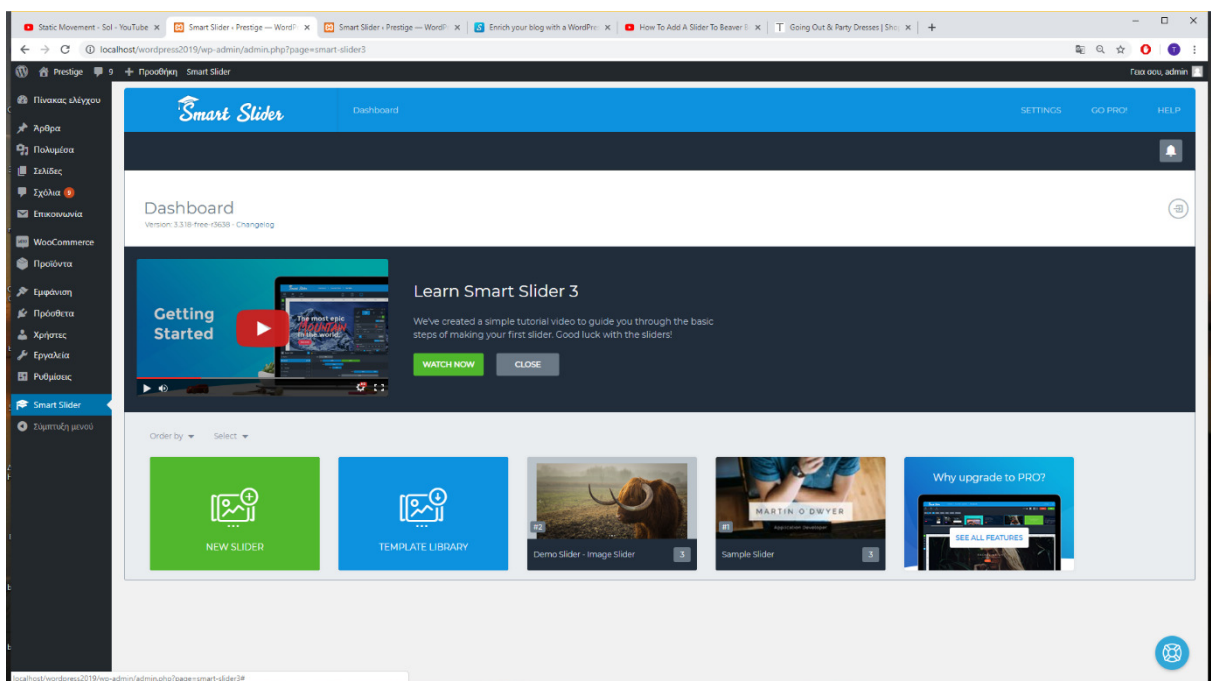 Static Movement - Sol - YouTube
Smart Slider ‹ Prestige — WordP
Smart Slider ‹ Prestige — WordP
Enrich your blog with a WordPre
How To Add A Slider To Beaver
Going Out & Party Dresses | Sho
localhost/wordpress2019/wp-admin/admin.php?page=smart-slider3
Prestige 9 + Προσθήκη Smart Slider
Γεια σου, admin
Πίνακας ελέγχου
Άρθρα
Πολυμέσα
Σελίδες
Σχόλια 9
Επικοινωνία
WooCommerce
Προϊόντα
Εμφάνιση
Πρόσθετα
Χρήστες
Εργαλεία
Ρυθμίσεις
Smart Slider
Σύμπτυξη μενού
Smart Slider
Dashboard
SETTINGS GO PRO! HELP
Dashboard
Version: 3.3.18-free-r3638 - Changelog
Getting
Started
The most epic
MOUNTAIN
in the world.
Learn Smart Slider 3
We've created a simple tutorial video to guide you through the basic
steps of making your first slider. Good luck with the sliders!
WATCH NOW CLOSE
Order by Select
NEW SLIDER
TEMPLATE LIBRARY
#2
Demo Slider - Image Slider 3
MARTIN O DWYER
Application Developer
#1
Sample Slider 3
Why upgrade to PRO?
SEE ALL FEATURES
localhost/wordpress2019/wp-admin/admin.php?page=smart-slider3#